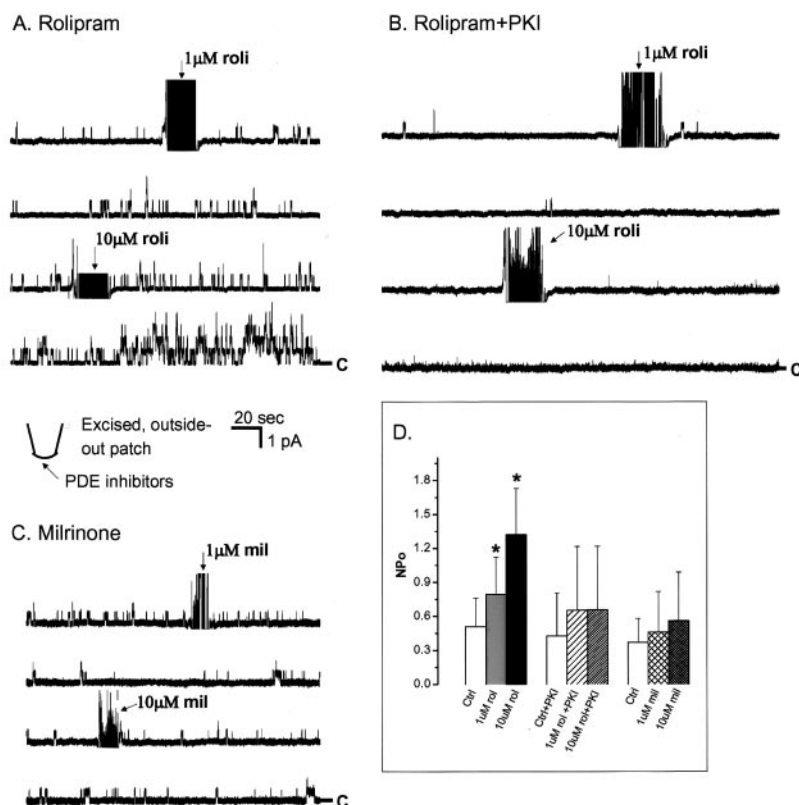 A. Rolipram
1μM roli
10μM roli
C
B. Rolipram+PKI
1μM roli
10μM roli
C
Excised, outside-
out patch
PDE inhibitors
20 sec
1 pA
C. Milrinone
1μM mil
10μM mil
C
D.
NPo
1.8
1.5
1.2
0.9
0.6
0.3
0.0
*
*
Ctrl
1uM rol
10uM rol
Ctrl+PKI
1uM rol +PKI
10uM rol+PKI
Ctrl
1uM mil
10uM mil